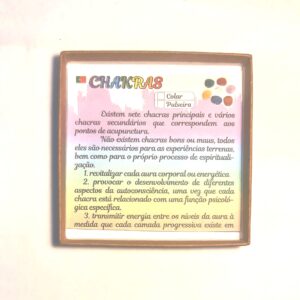 CHAKRAS
Colar
Pulseira
Existem sete chacras principais e vários
chacras secundários que correspondem aos
pontos de acupunctura.
Não existem chacras bons ou maus, todos
eles são necessários para as experiências terrenas,
bem como para o próprio processo de espirituali-
zação.
1. revitalizar cada aura corporal ou energética.
2. provocar o desenvolvimento de diferentes
aspectos da autoconsciência, uma vez que cada
chacra está relacionado com uma função psicoló-
gica específica.
3. transmitir energia entre os níveis da aura à
medida que cada camada progressiva existe em